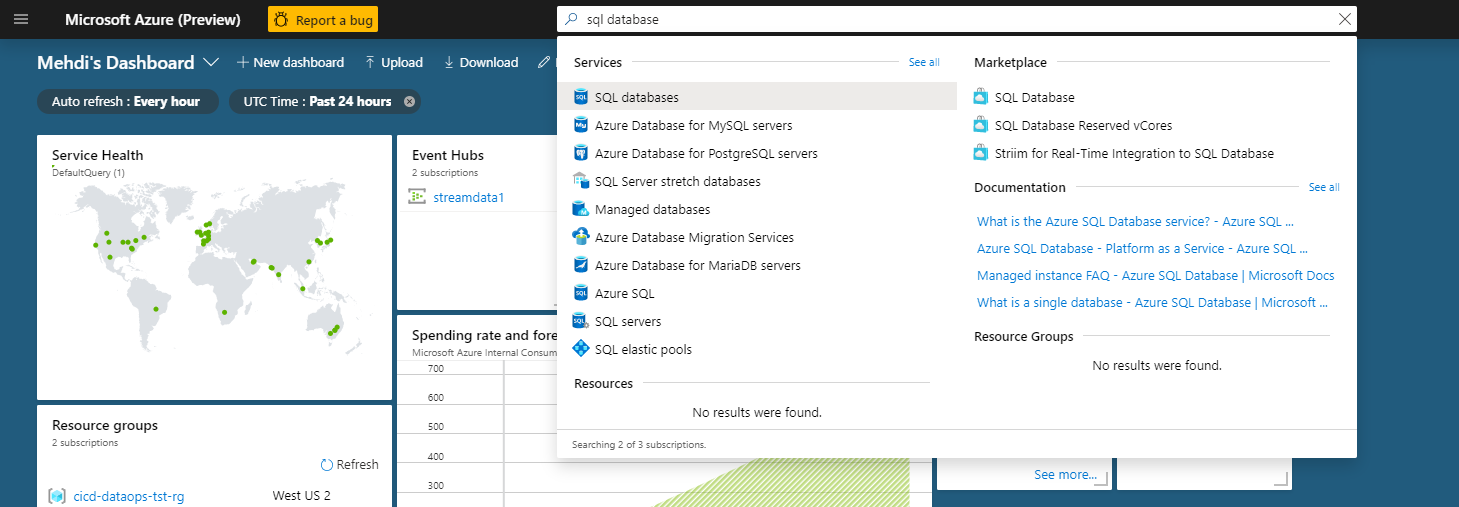 Microsoft Azure (Preview)
Report a bug
sql database
Mehdi's Dashboard
New dashboard
Upload
Download
Auto refresh : Every hour
UTC Time : Past 24 hours
Service Health
DefaultQuery (1)
Event Hubs
2 subscriptions
streamdata1
Spending rate and fore
Microsoft Azure Internal Consum
700
600
500
400
300
Resource groups
2 subscriptions
Refresh
cicd-dataops-tst-rg West US 2
Services
See all
SQL databases
Azure Database for MySQL servers
Azure Database for PostgreSQL servers
SQL Server stretch databases
Managed databases
Azure Database Migration Services
Azure Database for MariaDB servers
Azure SQL
SQL servers
SQL elastic pools
Resources
No results were found.
Marketplace
SQL Database
SQL Database Reserved vCores
Striim for Real-Time Integration to SQL Database
Documentation
See all
What is the Azure SQL Database service? - Azure SQL ...
Azure SQL Database - Platform as a Service - Azure SQL ...
Managed instance FAQ - Azure SQL Database | Microsoft Docs
What is a single database - Azure SQL Database | Microsoft ...
Resource Groups
No results were found.
Searching 2 of 3 subscriptions.
See more...